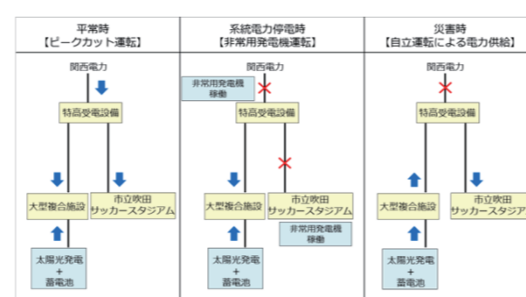 平常時
【ピークカット運転】
関西電力
特高受電設備
大型複合施設
市立吹田
サッカースタジアム
太陽光発電
+
蓄電池
系統電力停電時
【非常用発電機運転】
関西電力
非常用発電機
稼働
特高受電設備
大型複合施設
市立吹田
サッカースタジアム
非常用発電機
稼働
太陽光発電
+
蓄電池
災害時
【自立運転による電力供給】
関西電力
特高受電設備
大型複合施設
市立吹田
サッカースタジアム
太陽光発電
+
蓄電池